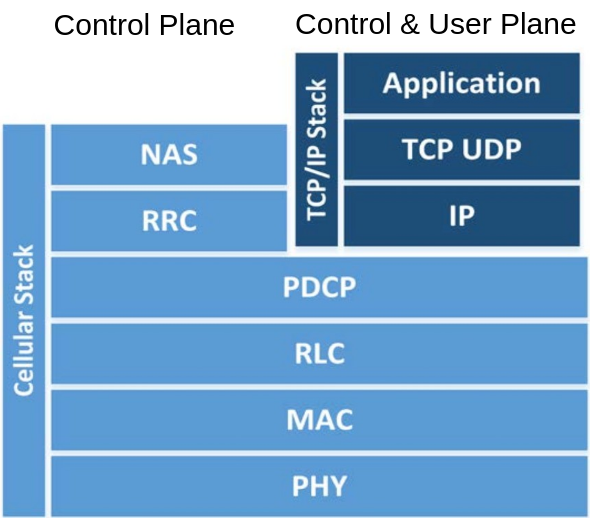 Control Plane
Control & User Plane
Cellular Stack
NAS
RRC
TCP/IP Stack
Application
TCP UDP
IP
PDCP
RLC
MAC
PHY